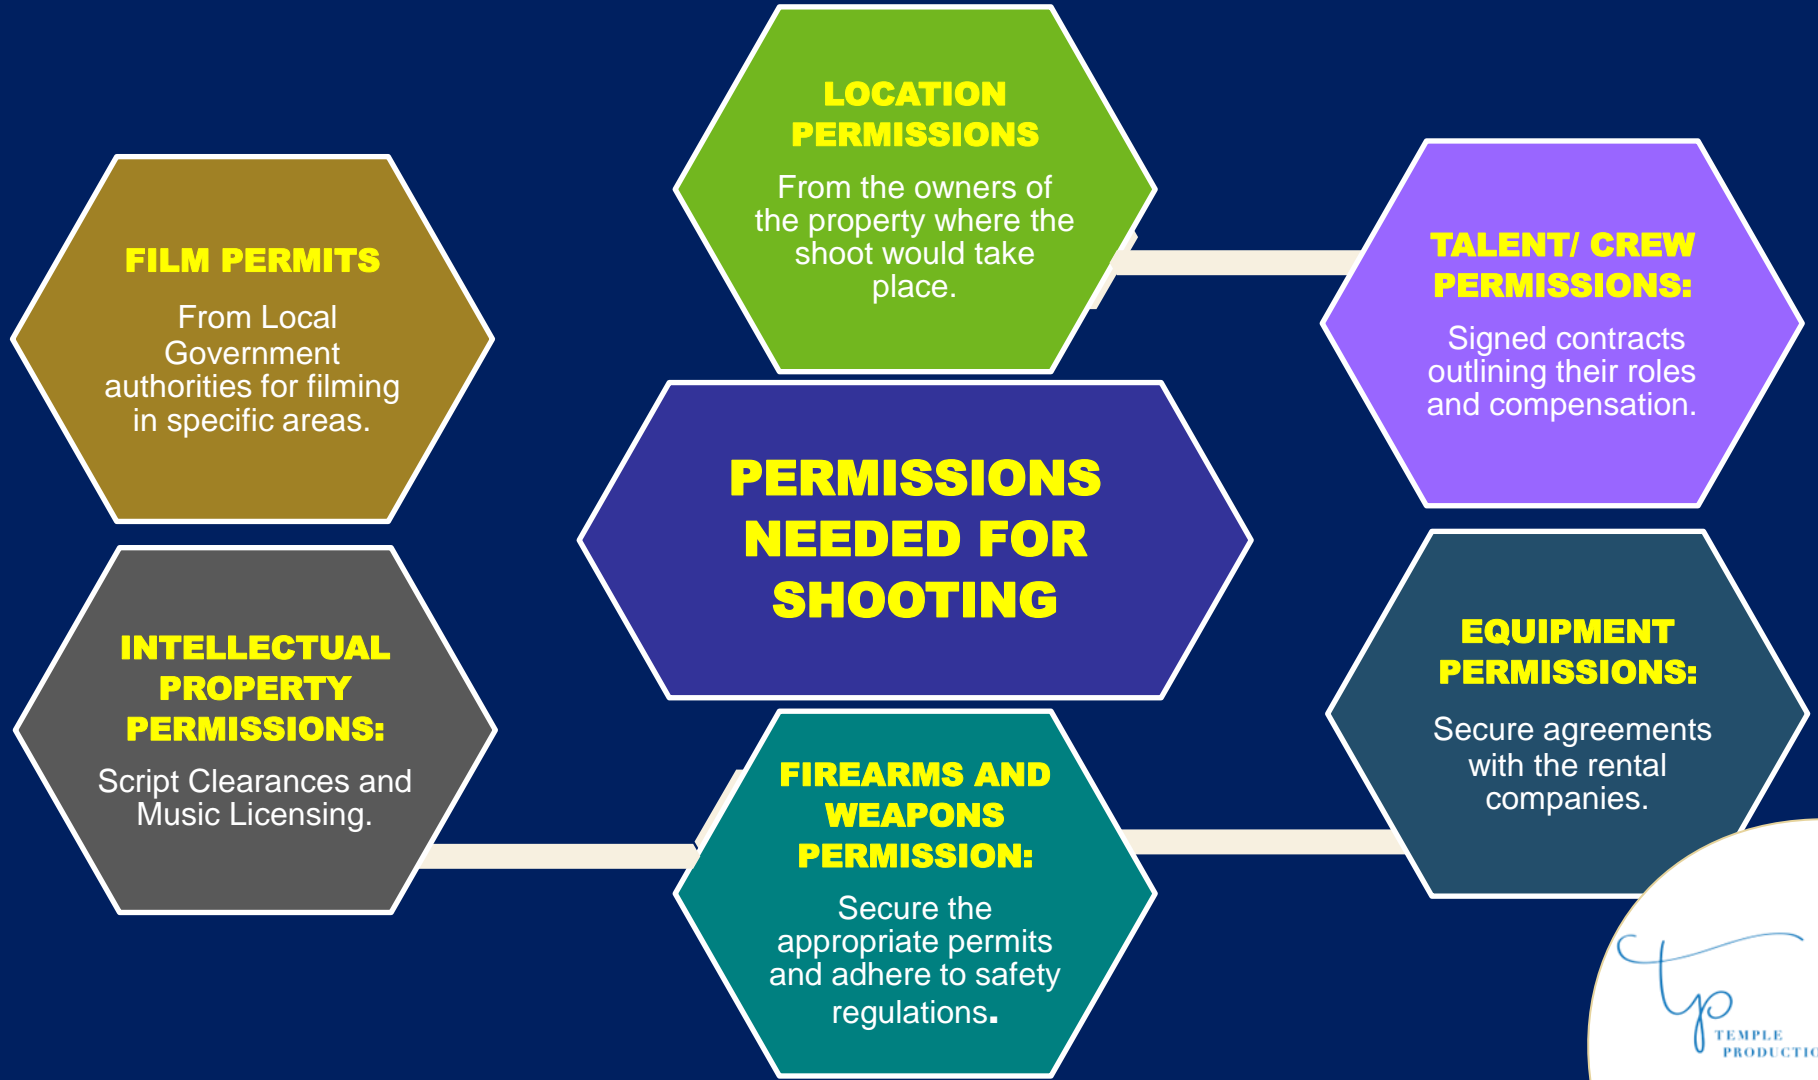 LOCATION
PERMISSIONS
From the owners of
the property where the
shoot would take
place.
FILM PERMITS
From Local
Government
authorities for filming
in specific areas.
TALENT/ CREW
PERMISSIONS:
Signed contracts
outlining their roles
and compensation.
PERMISSIONS
NEEDED FOR
SHOOTING
INTELLECTUAL
PROPERTY
PERMISSIONS:
Script Clearances and
Music Licensing.
EQUIPMENT
PERMISSIONS:
Secure agreements
with the rental
companies.
FIREARMS AND
WEAPONS
PERMISSION:
Secure the
appropriate permits
and adhere to safety
regulations.
tp
TEMPLE
PRODUCTIO